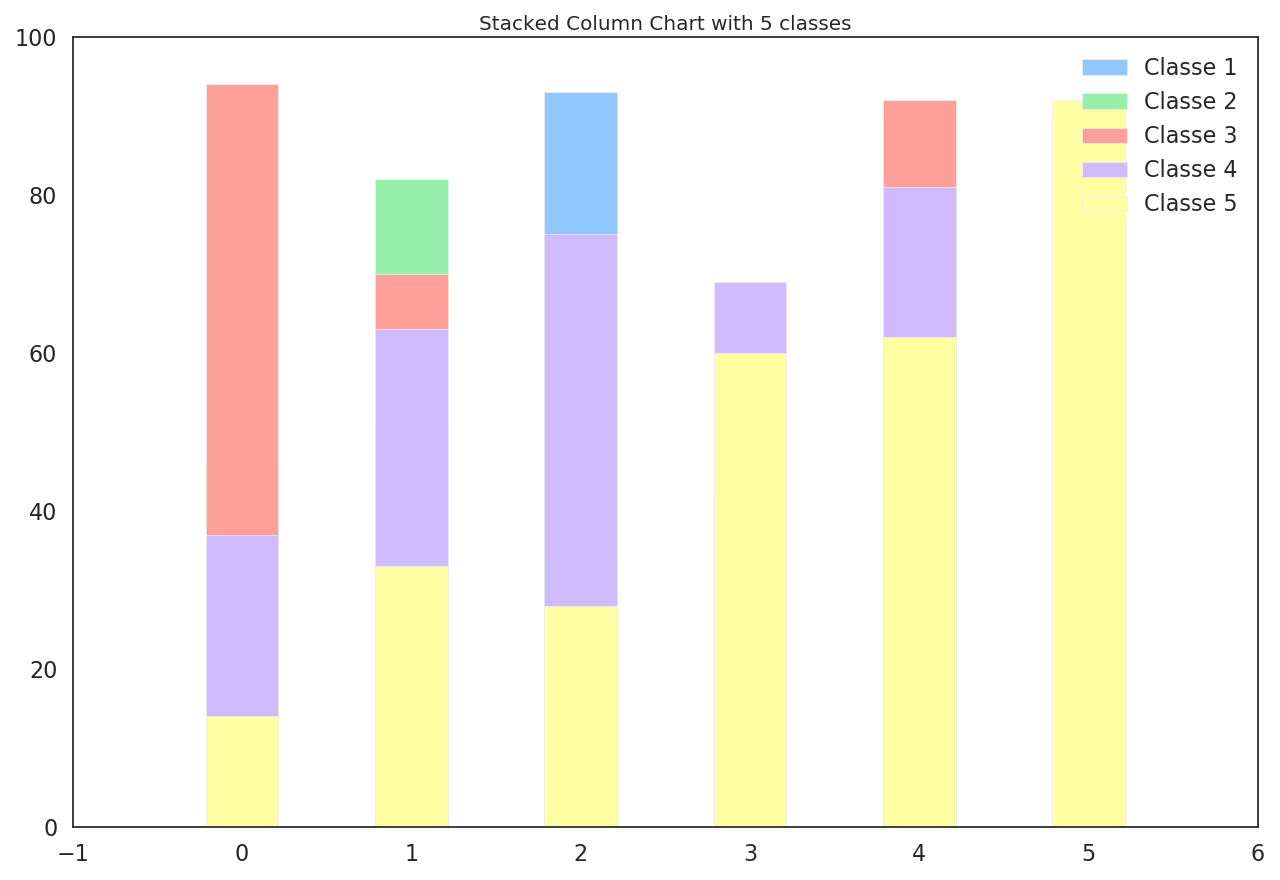 Stacked Column Chart with 5 classes
100
80
60
40
20
0
−1 0 1 2 3 4 5 6
Classe 1
Classe 2
Classe 3
Classe 4
Classe 5